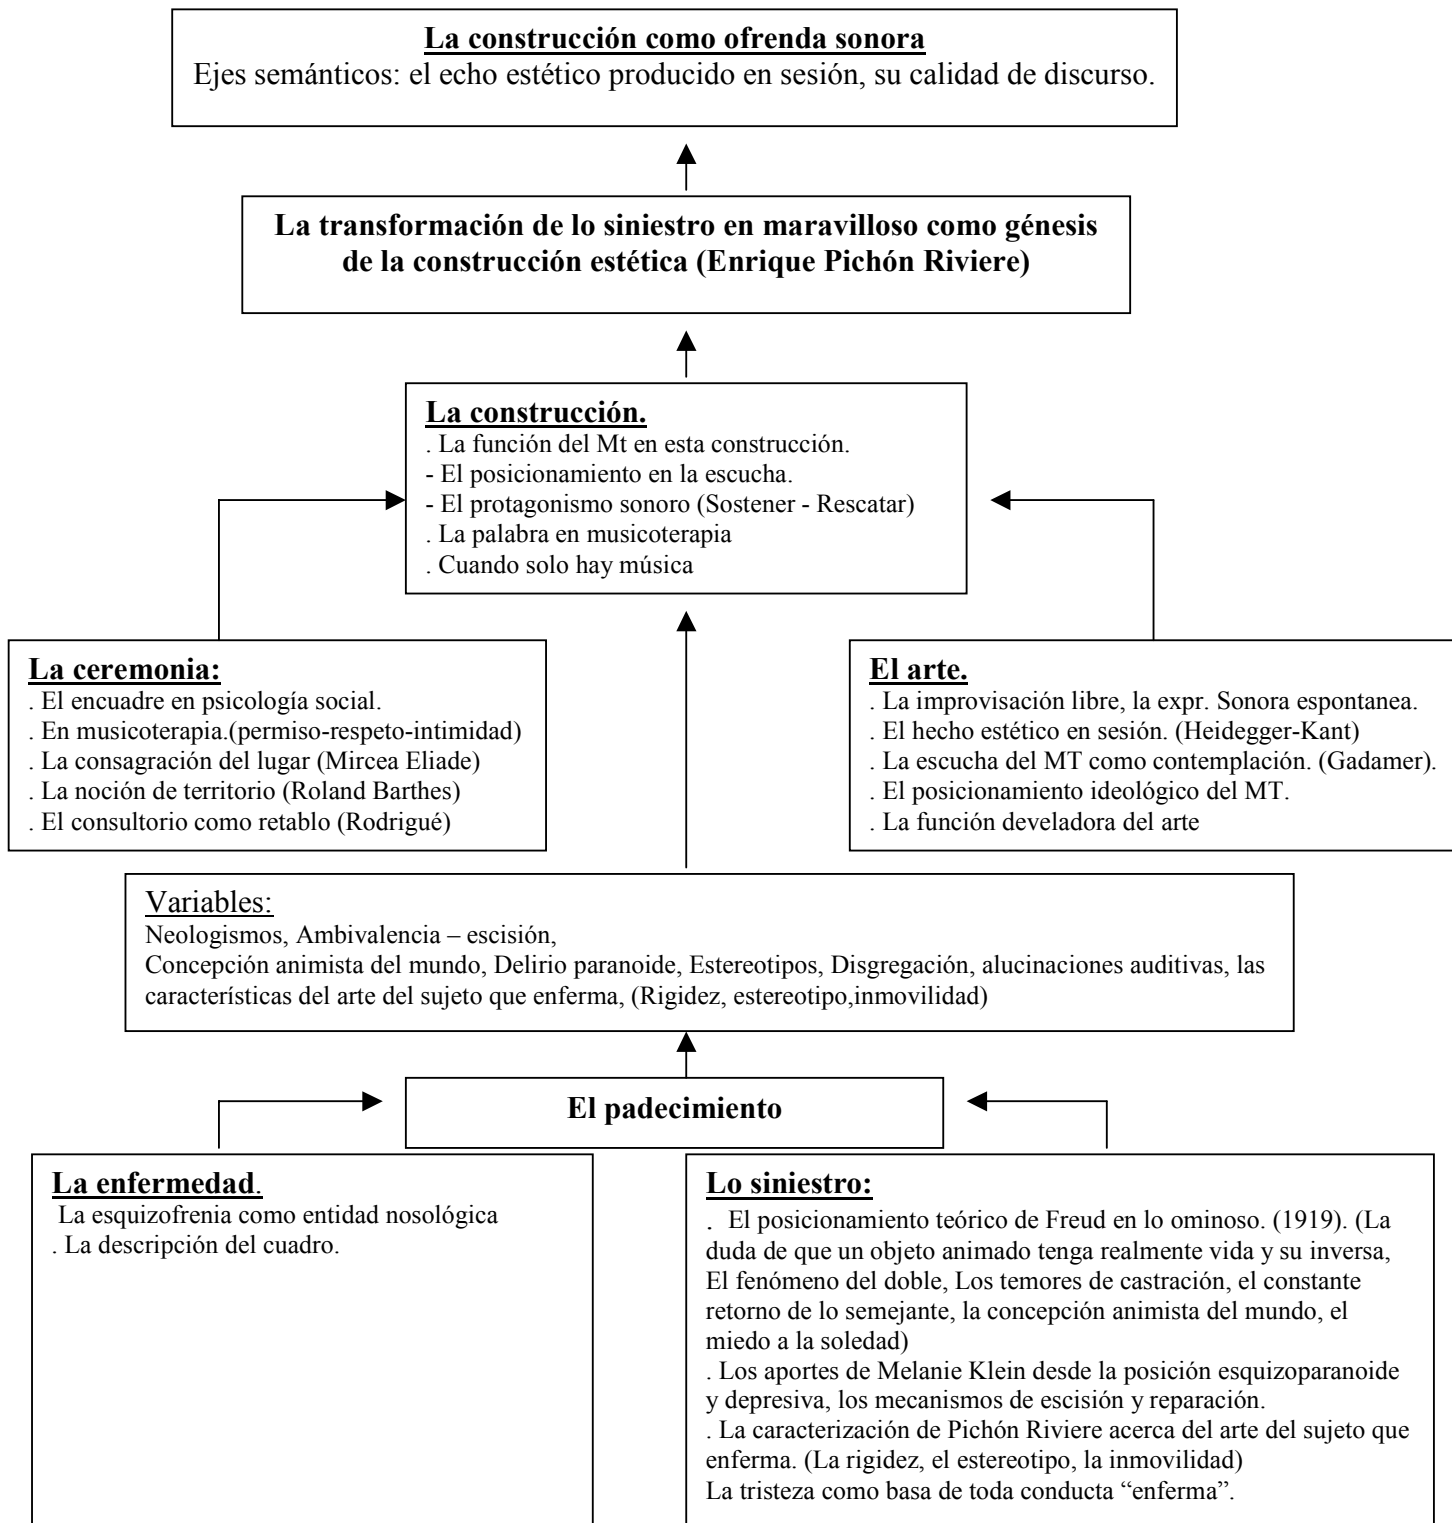 La construcción como ofrenda sonora
Ejes semánticos: el echo estético producido en sesión, su calidad de discurso.
La transformación de lo siniestro en maravilloso como génesis
de la construcción estética (Enrique Pichón Riviere)
La construcción.
. La función del Mt en esta construcción.
- El posicionamiento en la escucha.
- El protagonismo sonoro (Sostener - Rescatar)
. La palabra en musicoterapia
. Cuando solo hay música
La ceremonia:
. El encuadre en psicología social.
. En musicoterapia.(permiso-respeto-intimidad)
. La consagración del lugar (Mircea Eliade)
. La noción de territorio (Roland Barthes)
. El consultorio como retablo (Rodrigué)
El arte.
. La improvisación libre, la expr. Sonora espontanea.
. El hecho estético en sesión. (Heidegger-Kant)
. La escucha del MT como contemplación. (Gadamer).
. El posicionamiento ideológico del MT.
. La función develadora del arte
Variables:
Neologismos, Ambivalencia – escisión,
Concepción animista del mundo, Delirio paranoide, Estereotipos, Disgregación, alucinaciones auditivas, las
características del arte del sujeto que enferma, (Rigidez, estereotipo,inmovilidad)
El padecimiento
La enfermedad.
La esquizofrenia como entidad nosológica
. La descripción del cuadro.
Lo siniestro:
. El posicionamiento teórico de Freud en lo ominoso. (1919). (La
duda de que un objeto animado tenga realmente vida y su inversa,
El fenómeno del doble, Los temores de castración, el constante
retorno de lo semejante, la concepción animista del mundo, el
miedo a la soledad)
. Los aportes de Melanie Klein desde la posición esquizoparanoide
y depresiva, los mecanismos de escisión y reparación.
. La caracterización de Pichón Riviere acerca del arte del sujeto que
enferma. (La rigidez, el estereotipo, la inmovilidad)
La tristeza como basa de toda conducta “enferma”.